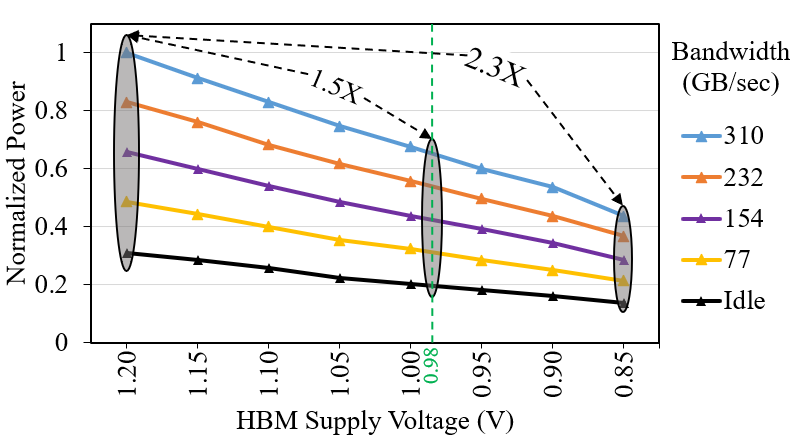 Normalized Power
1
0.8
0.6
0.4
0.2
0
1.5X
2.3X
1.20
1.15
1.10
1.05
1.00
0.98
0.95
0.90
0.85
HBM Supply Voltage (V)
Bandwidth
(GB/sec)
310
232
154
77
Idle